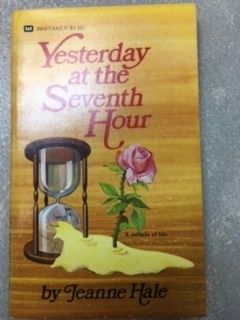 WHITAKER $1.50
Yesterday
at the
Seventh
Hour
A miracle of life.
by Jeanne Hale